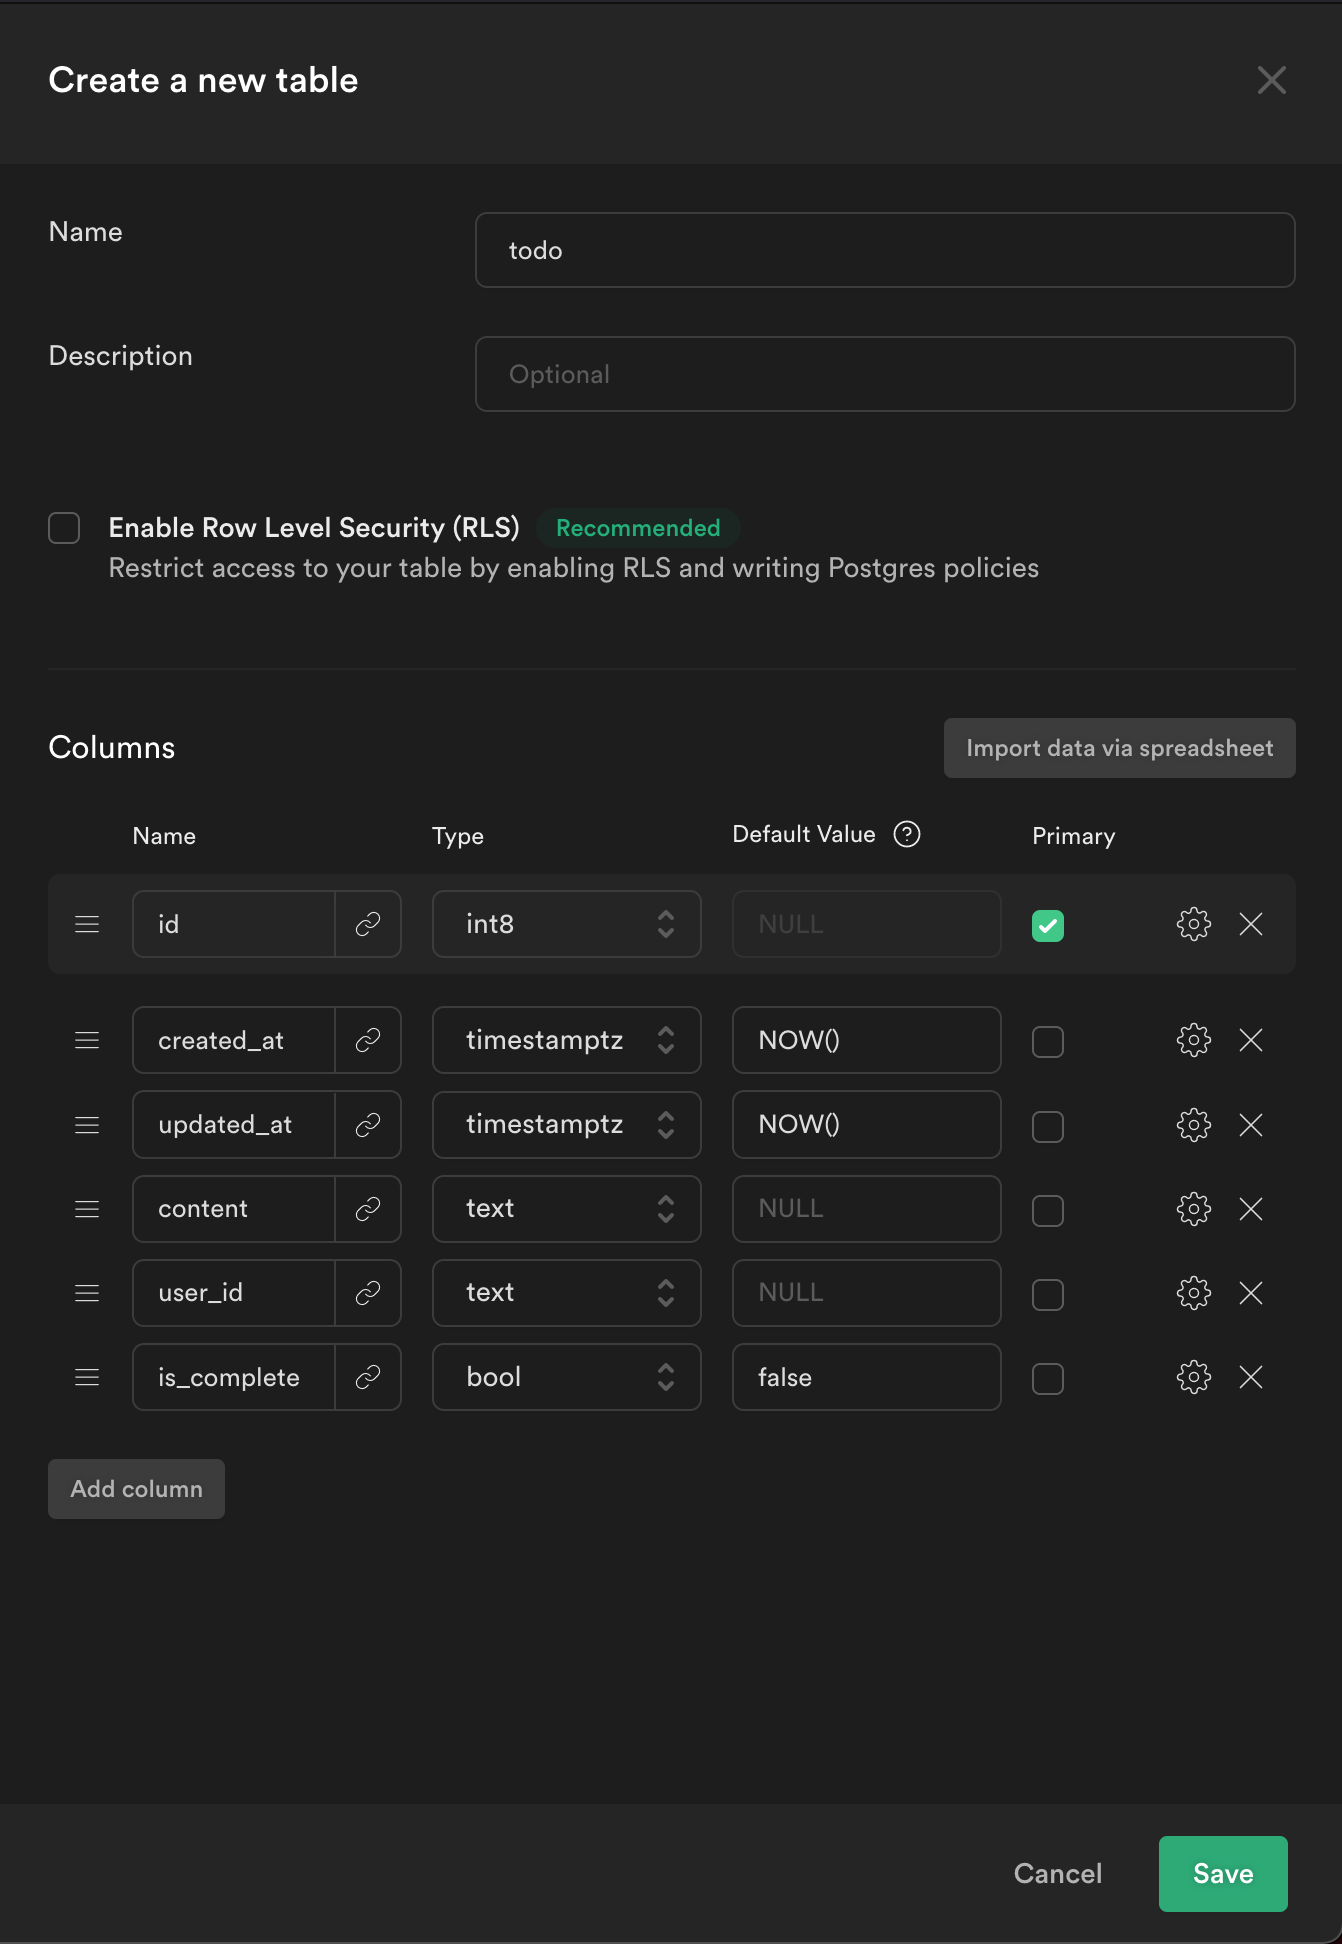 Create a new table
Name
todo
Description
Optional
Enable Row Level Security (RLS) Recommended
Restrict access to your table by enabling RLS and writing Postgres policies
Columns
Import data via spreadsheet
Name Type Default Value ? Primary
id int8 NULL
created_at timestamptz NOW()
updated_at timestamptz NOW()
content text NULL
user_id text NULL
is_complete bool false
Add column
Cancel Save